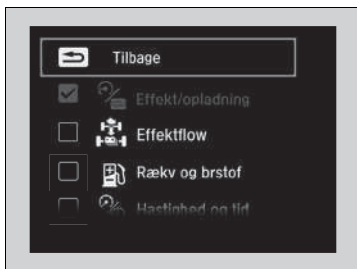 Tilbage
Effekt/opladning
Effektflow
Rækv og brstof
Hastighed og tid